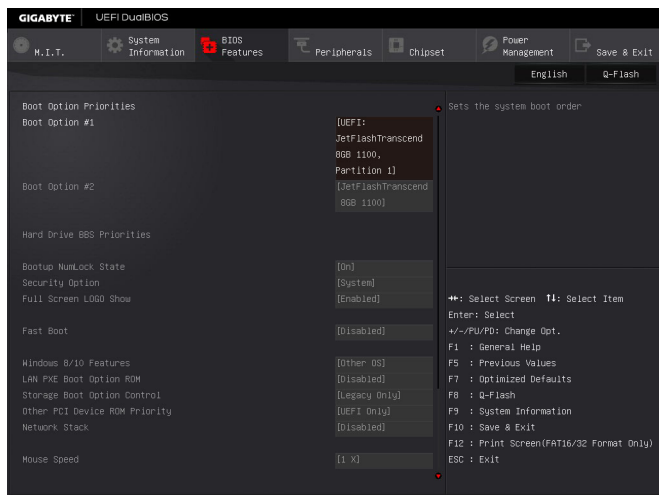 GIGABYTE™ UEFI DualBIOS
M.I.T.
System
Information
BIOS
Features
Peripherals
Chipset
Power
Management
Save & Exit
English
Q-Flash
Boot Option Priorities
Boot Option #1
[UEFI:
JetFlashTranscend
8GB 1100,
Partition 1]
Boot Option #2
[JetFlashTranscend
8GB 1100]
Hard Drive BBS Priorities
Bootup NumLock State [On]
Security Option [System]
Full Screen LOGO Show [Enabled]
Fast Boot [Disabled]
Windows 8/10 Features [Other OS]
LAN PXE Boot Option ROM [Disabled]
Storage Boot Option Control [Legacy Only]
Other PCI Device ROM Priority [UEFI Only]
Network Stack [Disabled]
Mouse Speed [1 X]
Sets the system boot order
→←: Select Screen ↑↓: Select Item
Enter: Select
+/-/PU/PD: Change Opt.
F1 : General Help
F5 : Previous Values
F7 : Optimized Defaults
F8 : Q-Flash
F9 : System Information
F10 : Save & Exit
F12 : Print Screen(FAT16/32 Format Only)
ESC : Exit